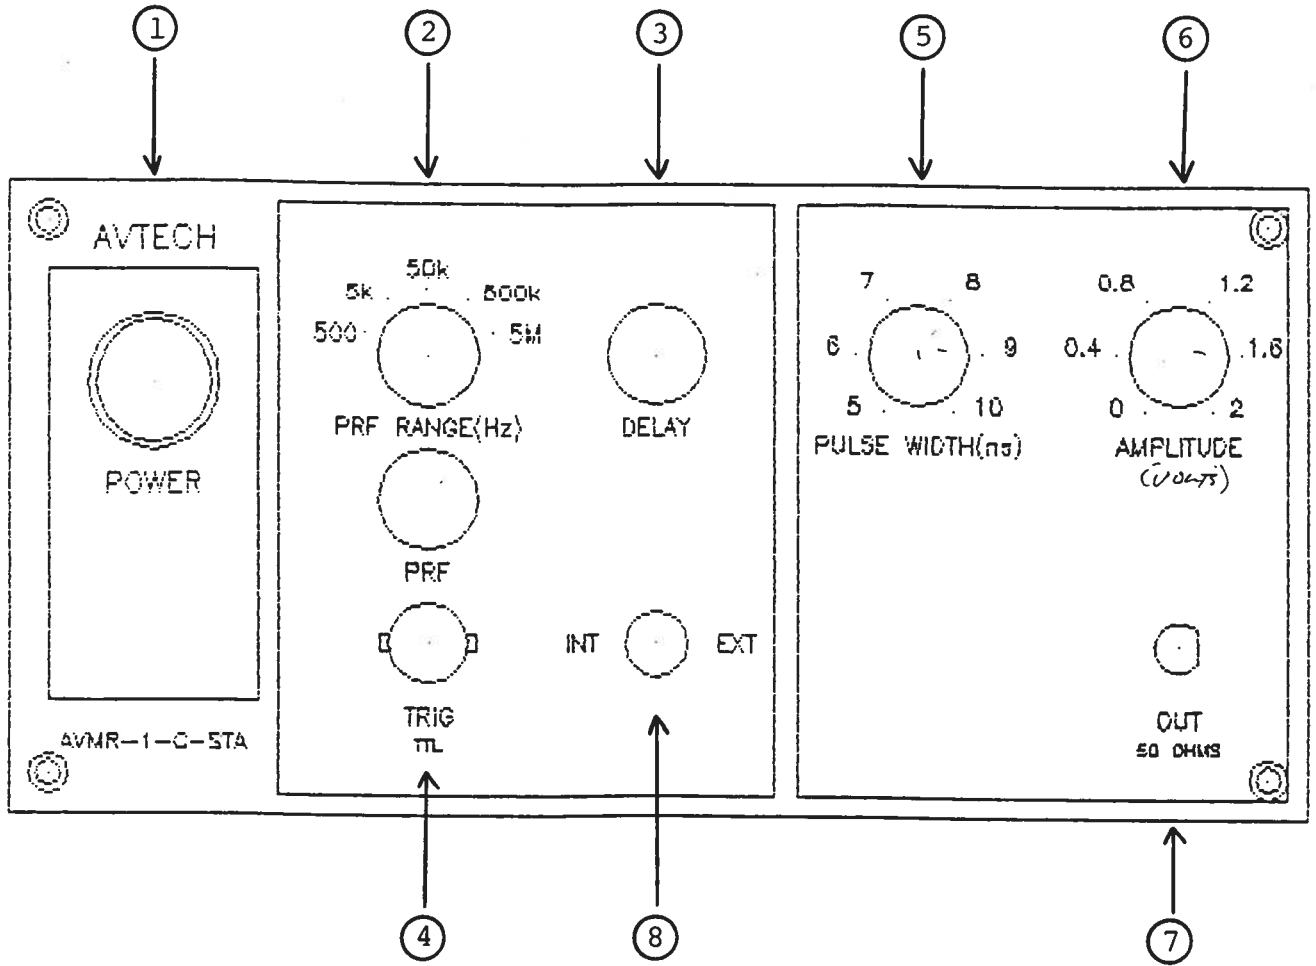 1 2 3 5 6
AVTECH
POWER
AVMR-1-C-STA
500 5k 50k 500k 5M
PRF RANGE(Hz)
PRF
TRIG
TTL
DELAY
INT EXT
5 6 7 8 9 10
PULSE WIDTH(ns)
0 0.4 0.8 1.2 1.6 2
AMPLITUDE
(VOLTS)
OUT
50 OHMS
4 8 7